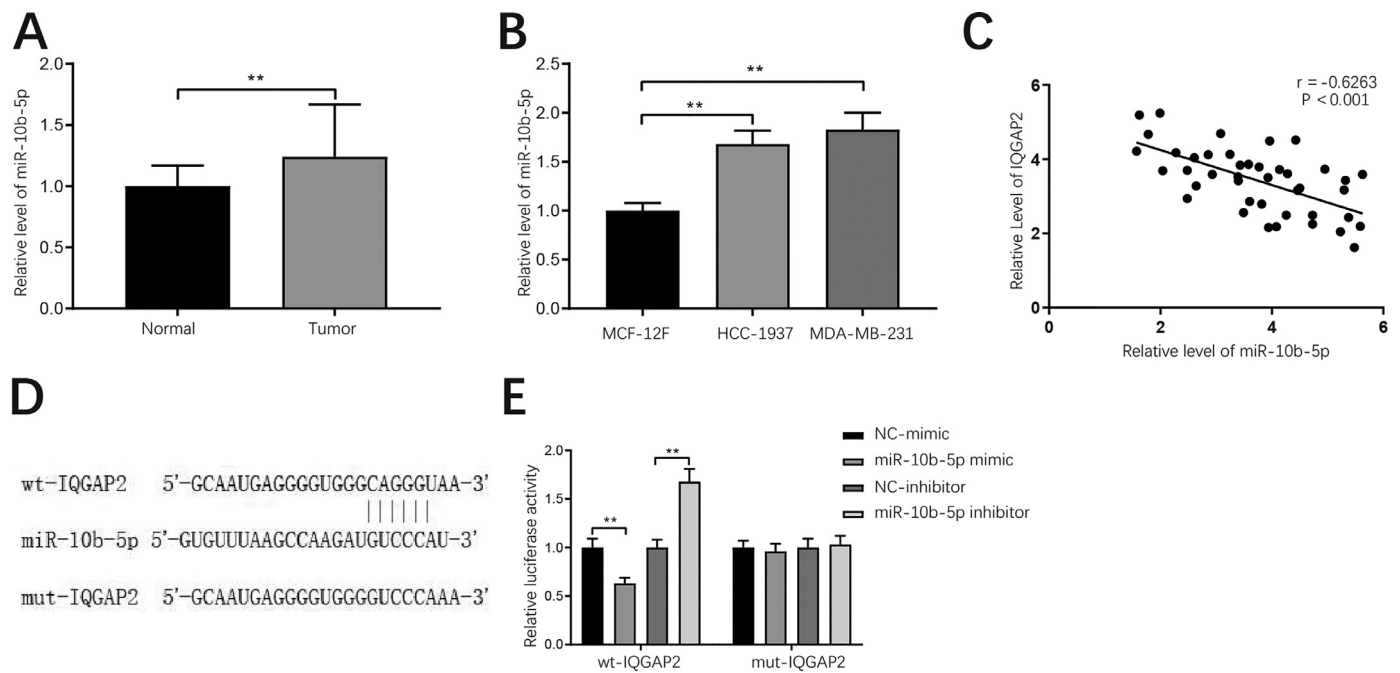 A
Relative level of miR-10b-5p
2.0
1.5
1.0
0.5
0.0
**
Normal
Tumor
B
Relative level of miR-10b-5p
2.5
2.0
1.5
1.0
0.5
0.0
**
**
MCF-12F
HCC-1937
MDA-MB-231
C
Relative Level of IQGAP2
6
4
2
0
r = -0.6263
P < 0.001
0
2
4
6
Relative level of miR-10b-5p
D
wt-IQGAP2 5'-GCAAUGAGGGGUGGGCAGGGUAA-3'
miR-10b-5p 5'-GUGUUUAAGCCAAGAUGUCCCAU-3'
mut-IQGAP2 5'-GCAAUGAGGGGUGGGGUCCCAAA-3'
E
Relative luciferase activity
2.0
1.5
1.0
0.5
0.0
**
**
wt-IQGAP2
mut-IQGAP2
NC-mimic
miR-10b-5p mimic
NC-inhibitor
miR-10b-5p inhibitor